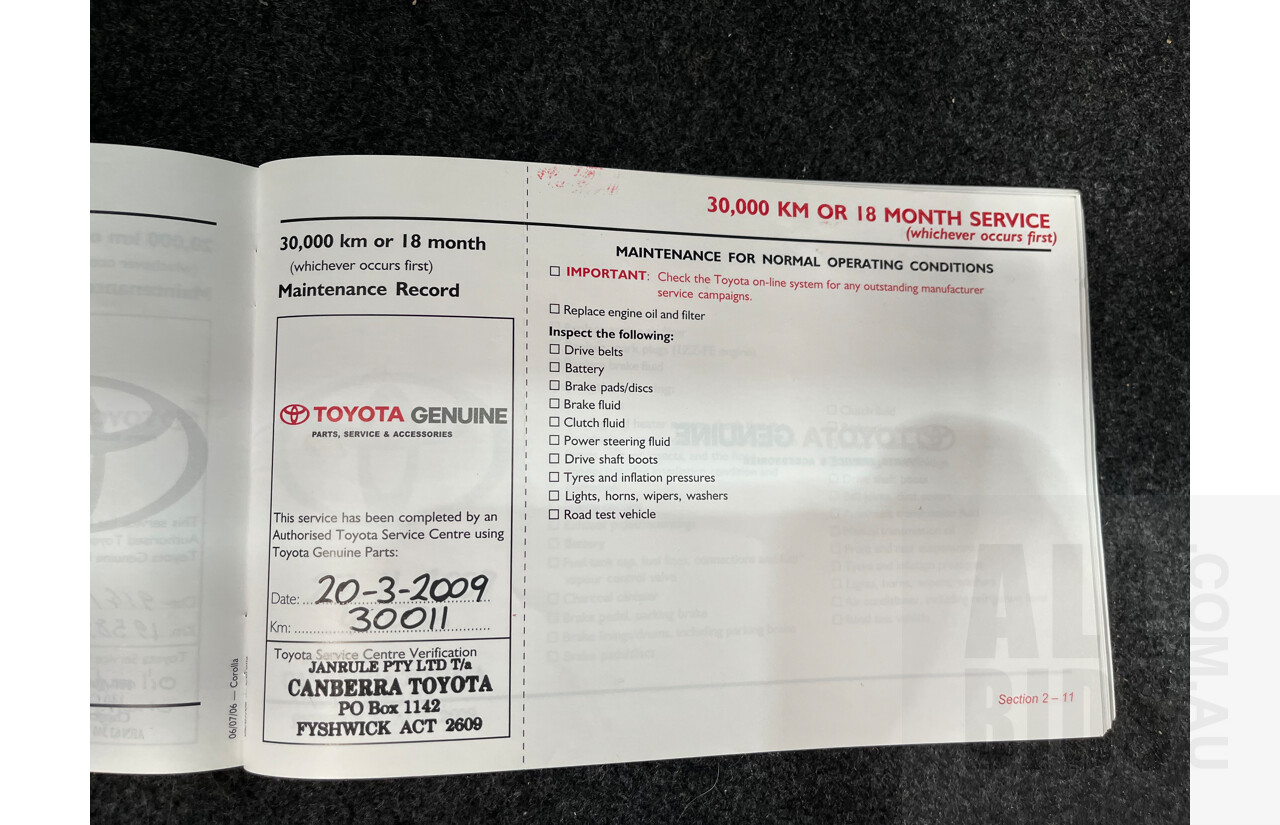 30,000 km or 18 month
(whichever occurs first)
Maintenance Record
TOYOTA GENUINE
PARTS, SERVICE & ACCESSORIES
This service has been completed by an
Authorised Toyota Service Centre using
Toyota Genuine Parts:
Date: 20-3-2009
Km: 30011
Toyota Service Centre Verification
JANRULE PTY LTD T/a
CANBERRA TOYOTA
PO Box 1142
FYSHWICK ACT 2609
06/07/06 — Corolla
30,000 KM OR 18 MONTH SERVICE
(whichever occurs first)
MAINTENANCE FOR NORMAL OPERATING CONDITIONS
☐ IMPORTANT: Check the Toyota on-line system for any outstanding manufacturer
service campaigns.
☐ Replace engine oil and filter
Inspect the following:
☐ Drive belts
☐ Battery
☐ Brake pads/discs
☐ Brake fluid
☐ Clutch fluid
☐ Power steering fluid
☐ Drive shaft boots
☐ Tyres and inflation pressures
☐ Lights, horns, wipers, washers
☐ Road test vehicle
Section 2 – 11
ALL
BIDS
.COM.AU